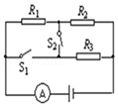 R₁ R₂
S₂
S₁ R₃
A